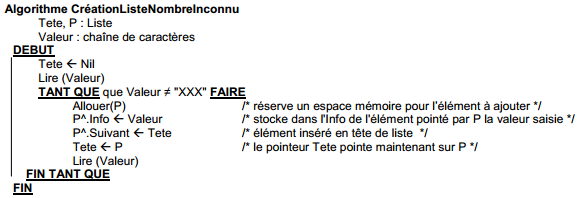 Algorithme CréationListeNombreInconnu
Tete, P : Liste
Valeur : chaîne de caractères
DEBUT
Tete ← Nil
Lire (Valeur)
TANT QUE que Valeur ≠ "XXX" FAIRE
Allouer(P) /* réserve un espace mémoire pour l'élément à ajouter */
P^.Info ← Valeur /* stocke dans l'Info de l'élément pointé par P la valeur saisie */
P^.Suivant ← Tete /* élément inséré en tête de liste */
Tete ← P /* le pointeur Tete pointe maintenant sur P */
Lire (Valeur)
FIN TANT QUE
FIN